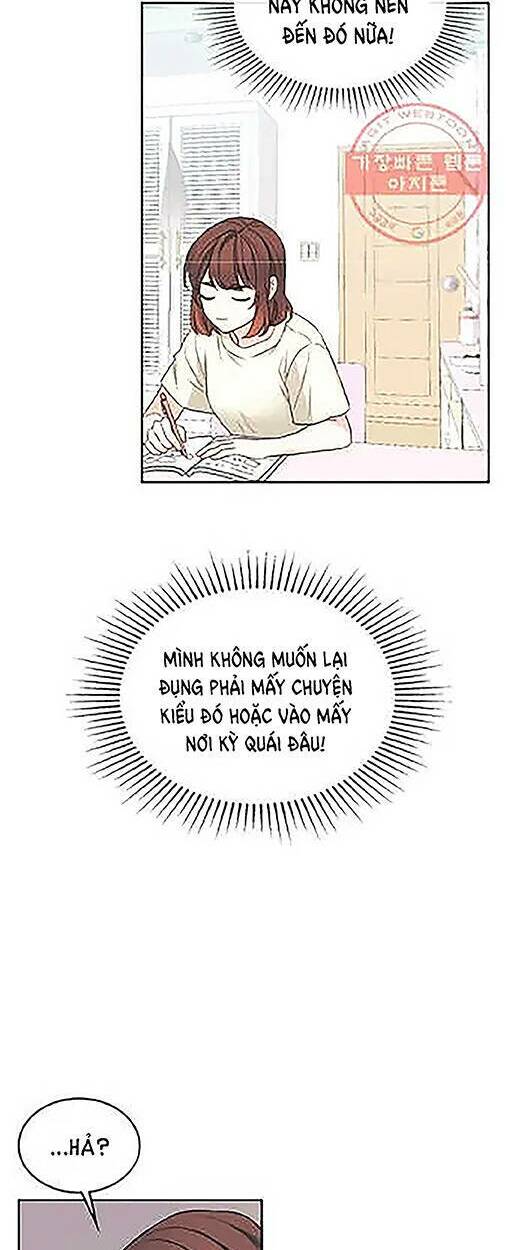 NÀY KHÔNG NÊN
ĐẾN ĐÓ NỮA!
가장빠른 웹툰
아지툰
MÌNH KHÔNG MUỐN LẠI
ĐỤNG PHẢI MẤY CHUYỆN
KIỂU ĐÓ HOẶC VÀO MẤY
NƠI KỲ QUÁI ĐÂU!
...HẢ?